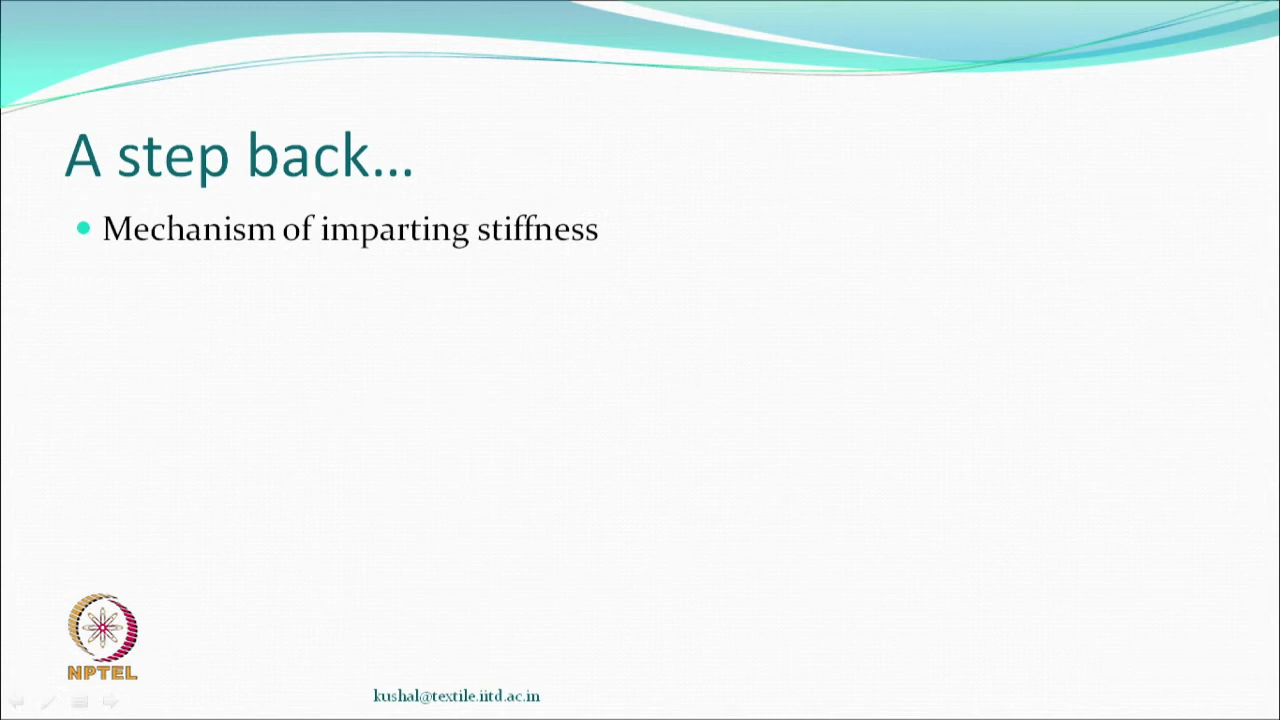 A step back...
Mechanism of imparting stiffness
NPTEL
kushal@textile.iitd.ac.in